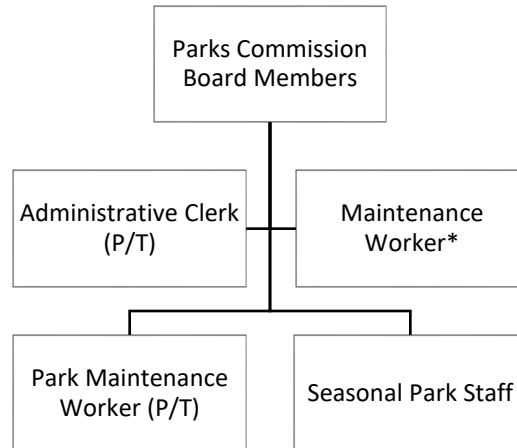 Parks Commission
Board Members
Administrative Clerk
(P/T)
Maintenance
Worker*
Park Maintenance
Worker (P/T)
Seasonal Park Staff